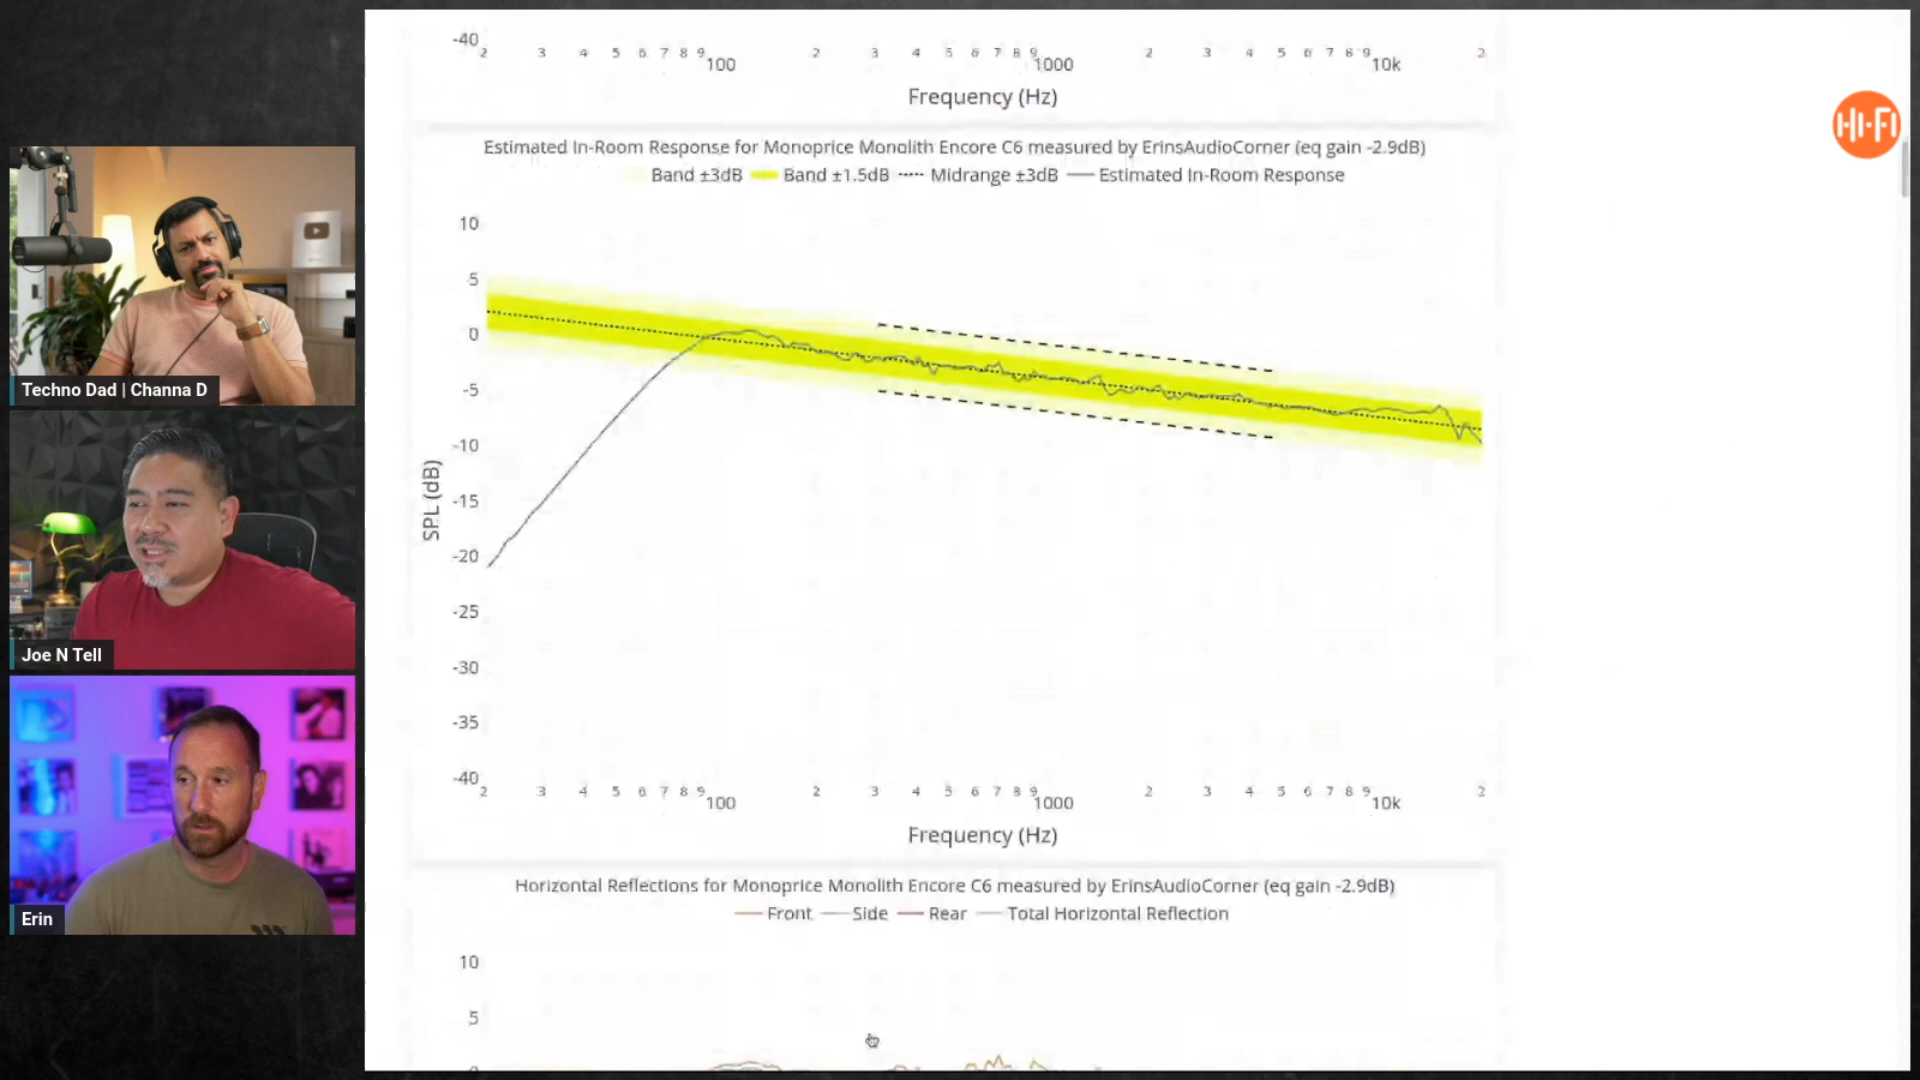 -40
2 3 4 5 6 7 8 9 100 2 3 4 5 6 7 8 9 1000 2 3 4 5 6 7 8 9 10k 2
Frequency (Hz)
HI-FI
Estimated In-Room Response for Monoprice Monolith Encore C6 measured by ErinsAudioCorner (eq gain -2.9dB)
Band ±3dB Band ±1.5dB Midrange ±3dB Estimated In-Room Response
10
5
0
-5
-10
-15
-20
-25
-30
-35
-40
SPL (dB)
2 3 4 5 6 7 8 9 100 2 3 4 5 6 7 8 9 1000 2 3 4 5 6 7 8 9 10k 2
Frequency (Hz)
Horizontal Reflections for Monoprice Monolith Encore C6 measured by ErinsAudioCorner (eq gain -2.9dB)
Front Side Rear Total Horizontal Reflection
10
5
Techno Dad | Channa D
Joe N Tell
Erin